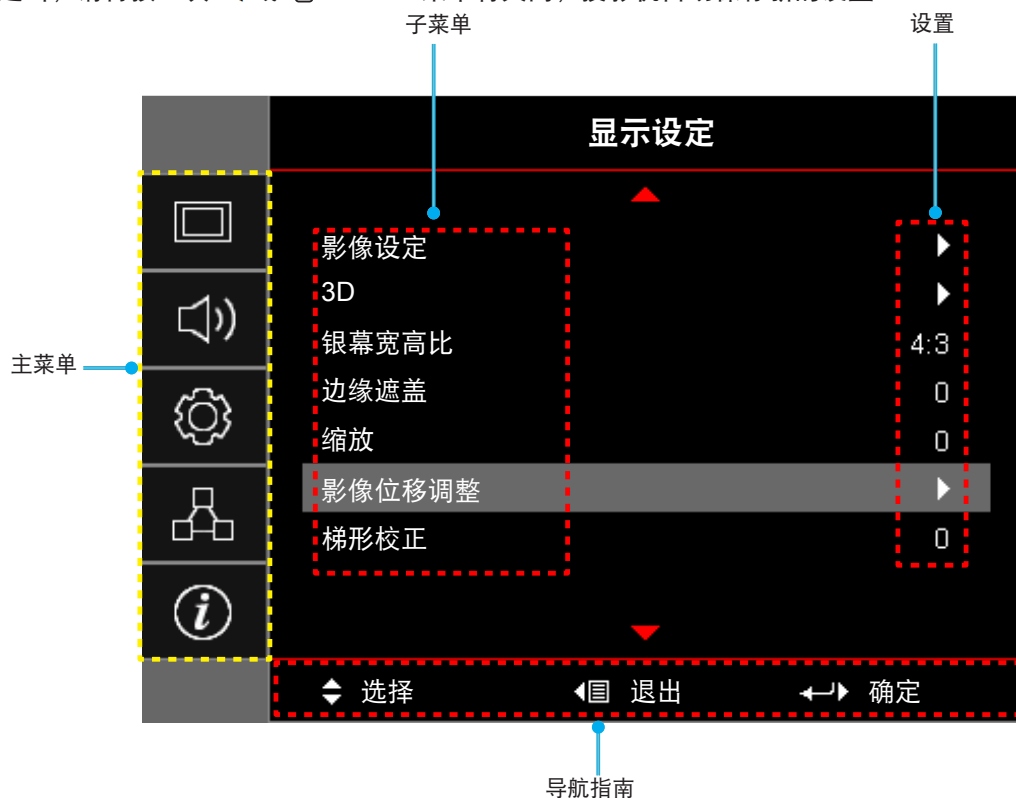 子菜单
设置
显示设定
影像设定
3D
银幕宽高比 4:3
边缘遮盖 0
缩放 0
主菜单
影像位移调整
梯形校正 0
选择 退出 确定
导航指南